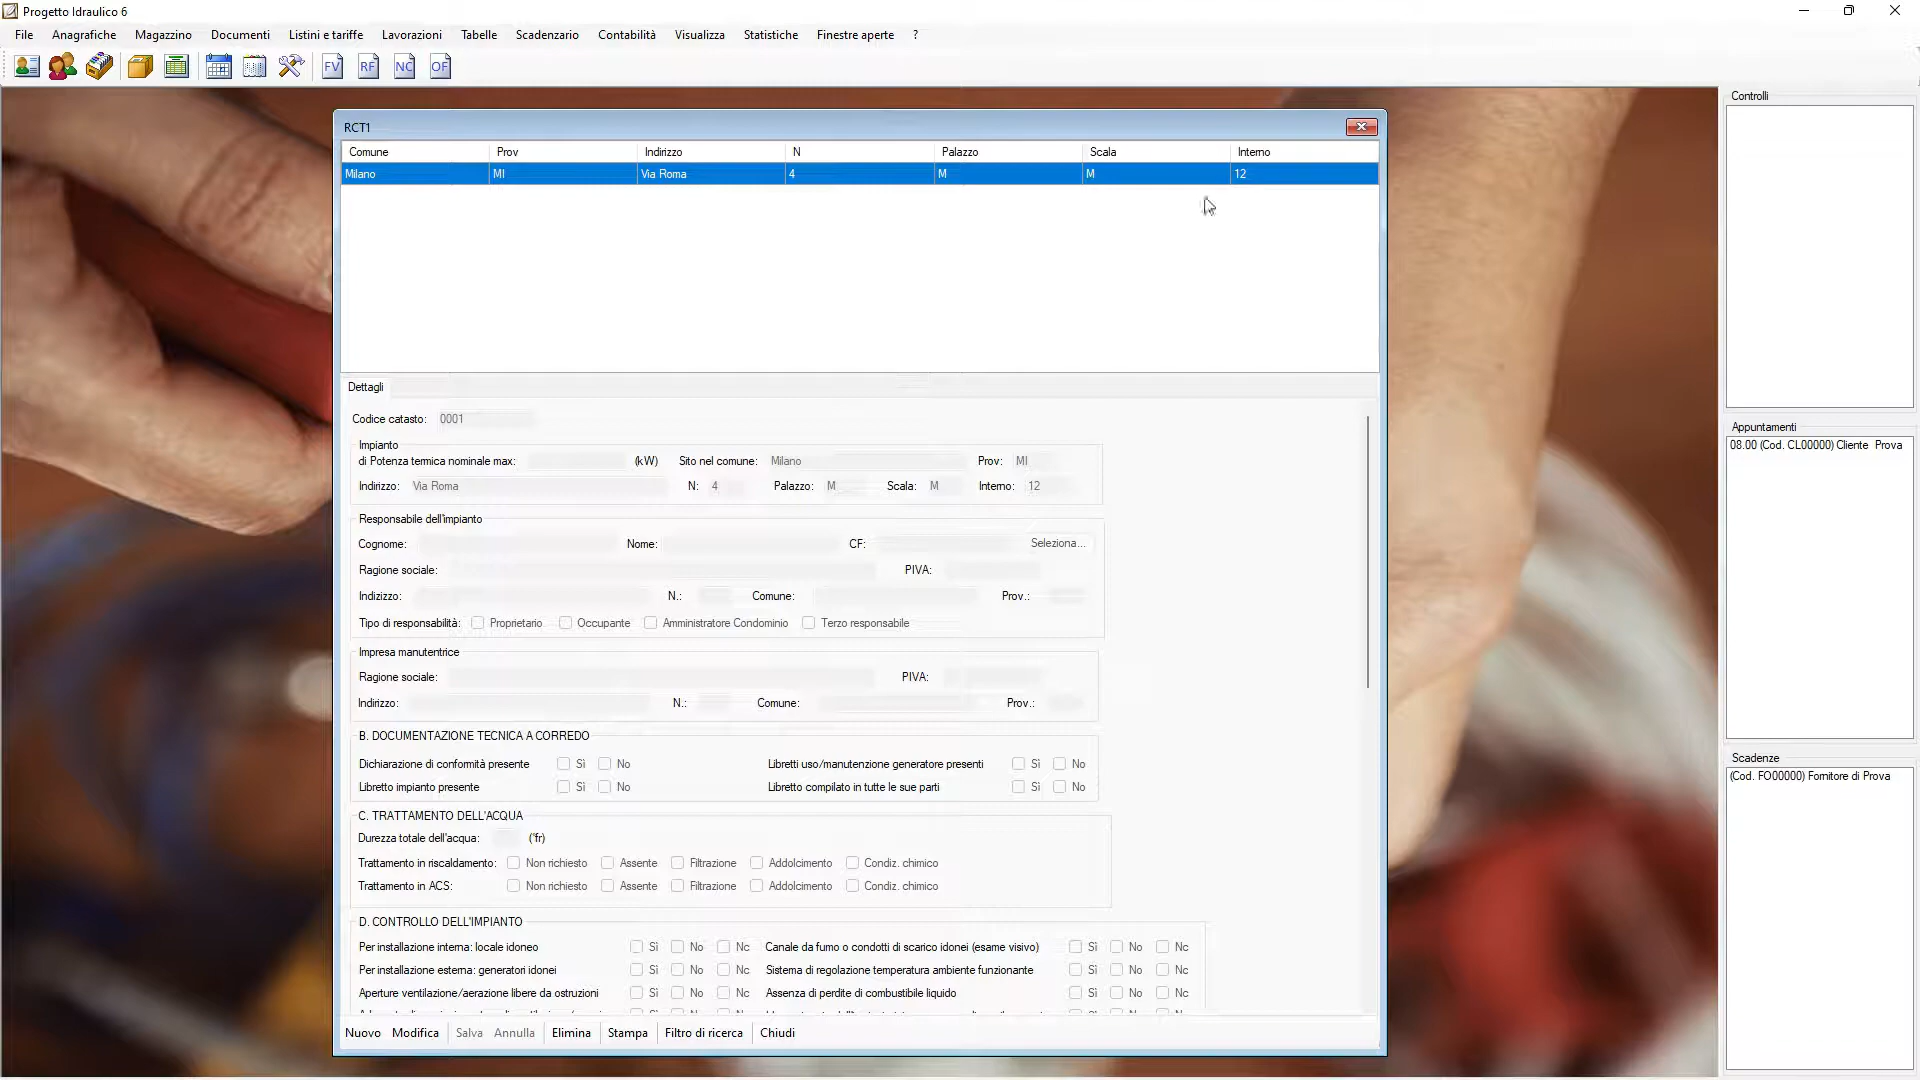 Progetto Idraulico 6
File Anagrafiche Magazzino Documenti Listini e tariffe Lavorazioni Tabelle Scadenzario Contabilità Visualizza Statistiche Finestre aperte ?
FV RF NC OF
Controlli
RCT1
Comune Prov Indirizzo N Palazzo Scala Interno
Milano MI Via Roma 4 M M 12
Dettagli
Codice catasto: 0001
Impianto
di Potenza termica nominale max: (kW) Sito nel comune: Milano Prov: MI
Indirizzo: Via Roma N: 4 Palazzo: M Scala: M Interno: 12
Responsabile dell'impianto
Cognome: Nome: CF: Seleziona...
Ragione sociale: PIVA:
Indizizo: N.: Comune: Prov.:
Tipo di responsabilità: Proprietario Occupante Amministratore Condominio Terzo responsabile
Impresa manutentrice
Ragione sociale: PIVA:
Indirizzo: N.: Comune: Prov.:
B. DOCUMENTAZIONE TECNICA A CORREDO
Dichiarazione di conformità presente Sì No Libretti uso/manutenzione generatore presenti Sì No
Libretto impianto presente Sì No Libretto compilato in tutte le sue parti Sì No
C. TRATTAMENTO DELL'ACQUA
Durezza totale dell'acqua: (°fr)
Trattamento in riscaldamento: Non richiesto Assente Filtrazione Addolcimento Condiz. chimico
Trattamento in ACS: Non richiesto Assente Filtrazione Addolcimento Condiz. chimico
D. CONTROLLO DELL'IMPIANTO
Per installazione interna: locale idoneo Sì No Nc Canale da fumo o condotti di scarico idonei (esame visivo) Sì No Nc
Per installazione esterna: generatori idonei Sì No Nc Sistema di regolazione temperatura ambiente funzionante Sì No Nc
Aperture ventilazione/aerazione libere da ostruzioni Sì No Nc Assenza di perdite di combustibile liquido Sì No Nc
Nuovo Modifica Salva Annulla Elimina Stampa Filtro di ricerca Chiudi
Appuntamenti
08.00 (Cod. CL00000) Cliente Prova
Scadenze
(Cod. FO00000) Fornitore di Prova